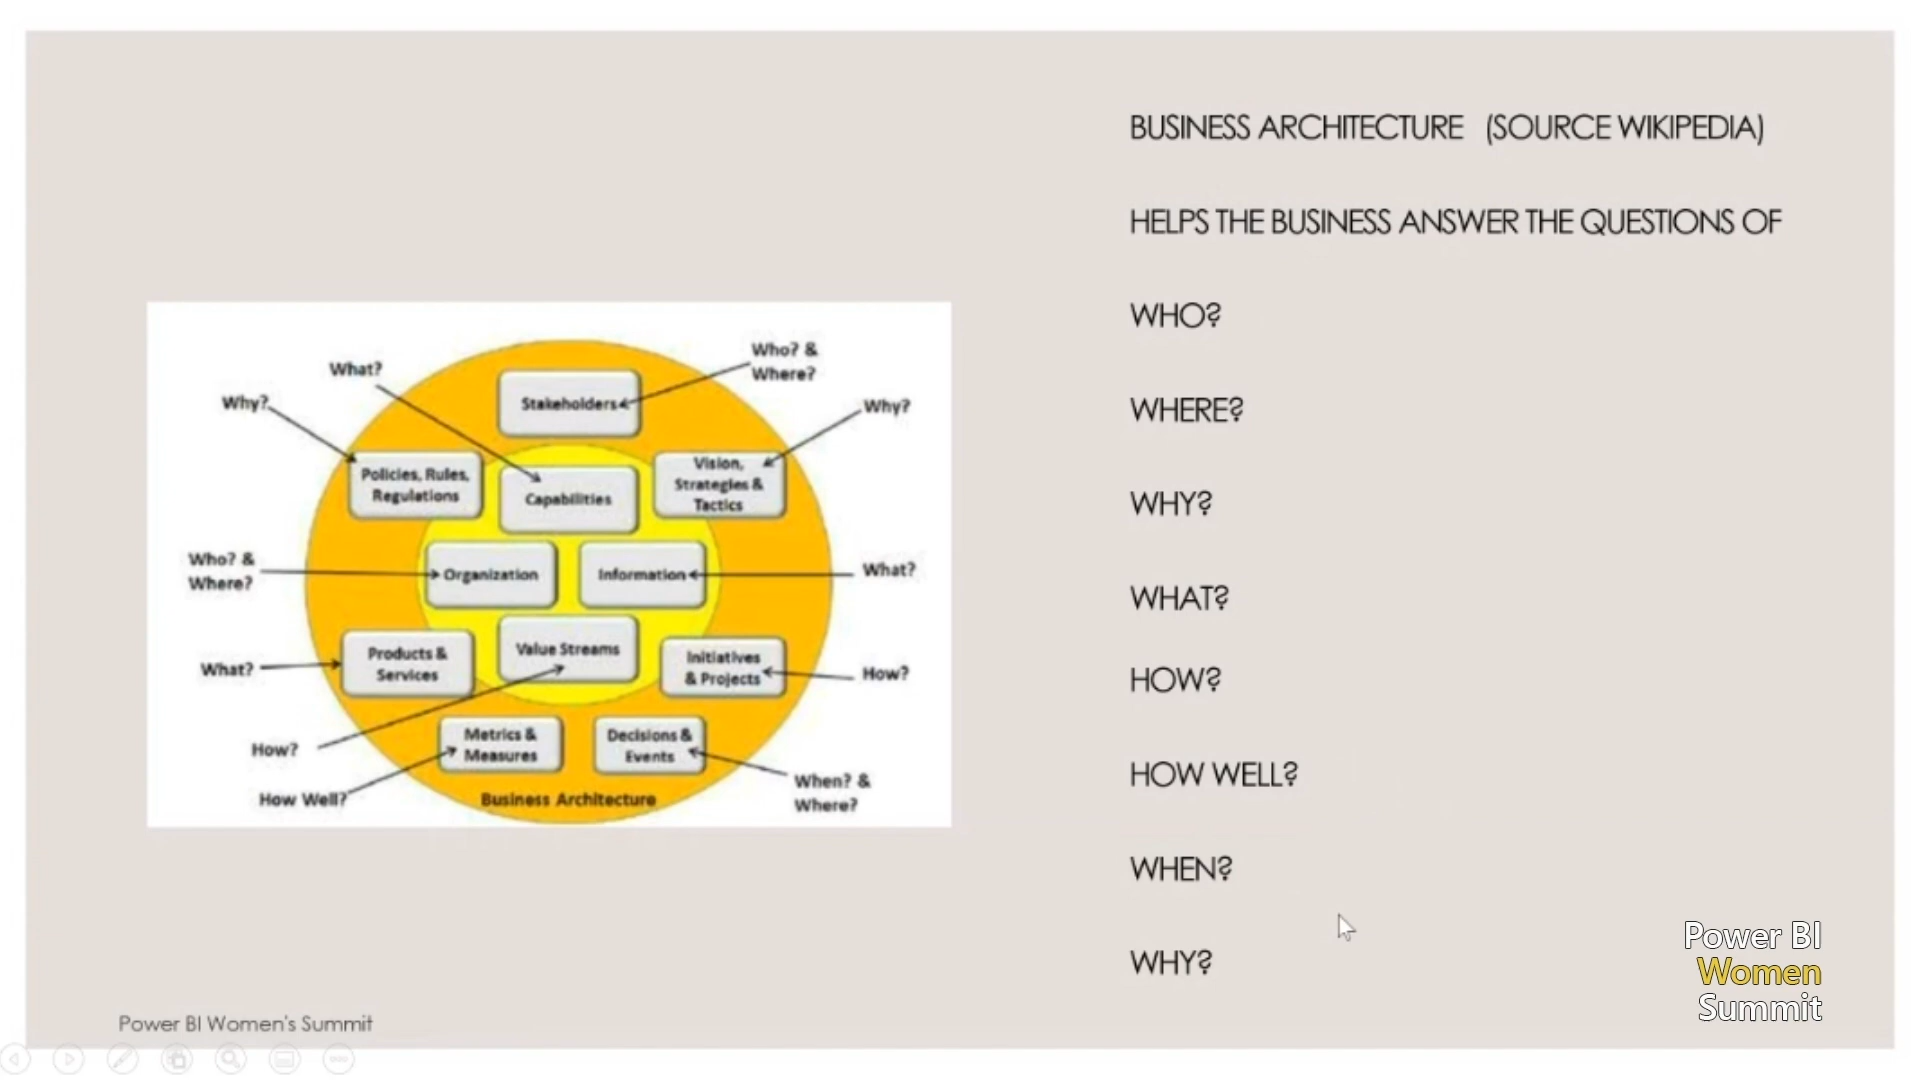 BUSINESS ARCHITECTURE (SOURCE WIKIPEDIA)
HELPS THE BUSINESS ANSWER THE QUESTIONS OF
WHO?
WHERE?
WHY?
WHAT?
HOW?
HOW WELL?
WHEN?
WHY?
What?
Who? &
Where?
Why?
Why?
Stakeholders
Policies, Rules,
Regulations
Capabilities
Vision,
Strategies &
Tactics
Who? &
Where?
Organization
Information
What?
What?
Products &
Services
Value Streams
Initiatives
& Projects
How?
How?
Metrics &
Measures
Decisions &
Events
How Well?
Business Architecture
When? &
Where?
Power BI
Women
Summit
Power BI Women's Summit